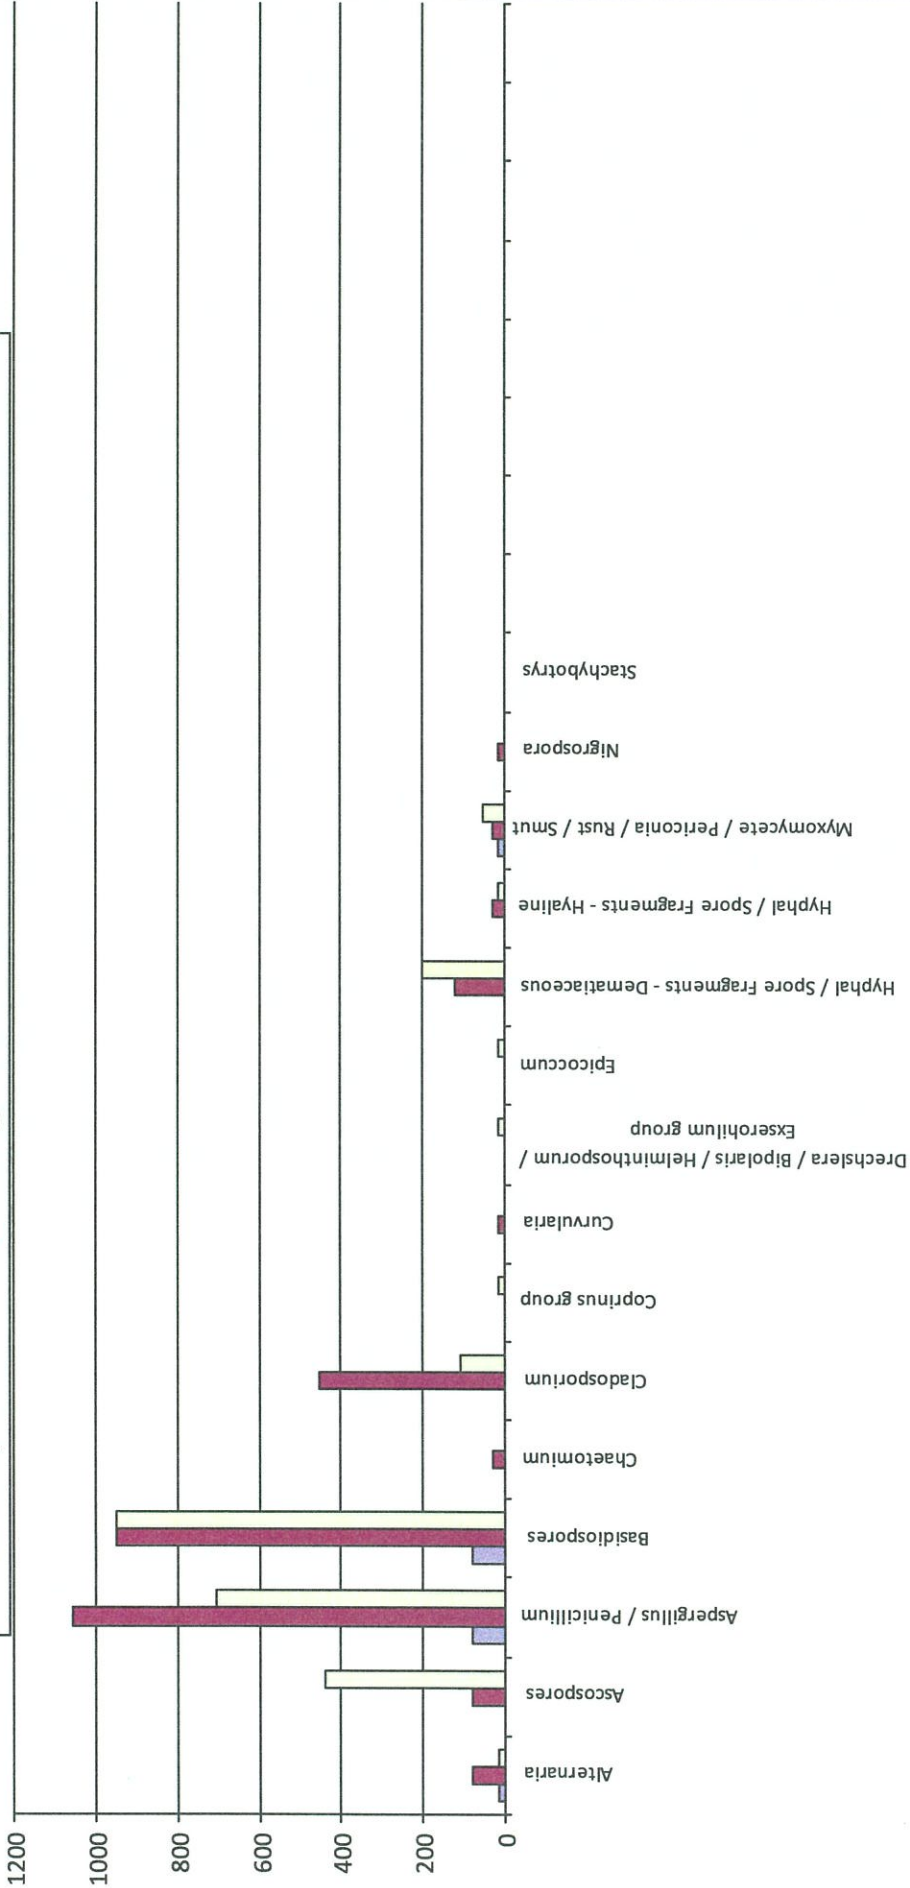 1200
1000
800
600
400
200
0
Alternaria
Ascospores
Aspergillus / Penicillium
Basidiospores
Chaetomium
Cladosporium
Coprinus group
Curvularia
Drechslera / Bipolaris / Helminthosporum /
Exserohilum group
Epicoccum
Hyphal / Spore Fragments - Dematiaceous
Hyphal / Spore Fragments - Hyaline
Myxomycete / Periconia / Rust / Smut
Nigrospora
Stachybotrys